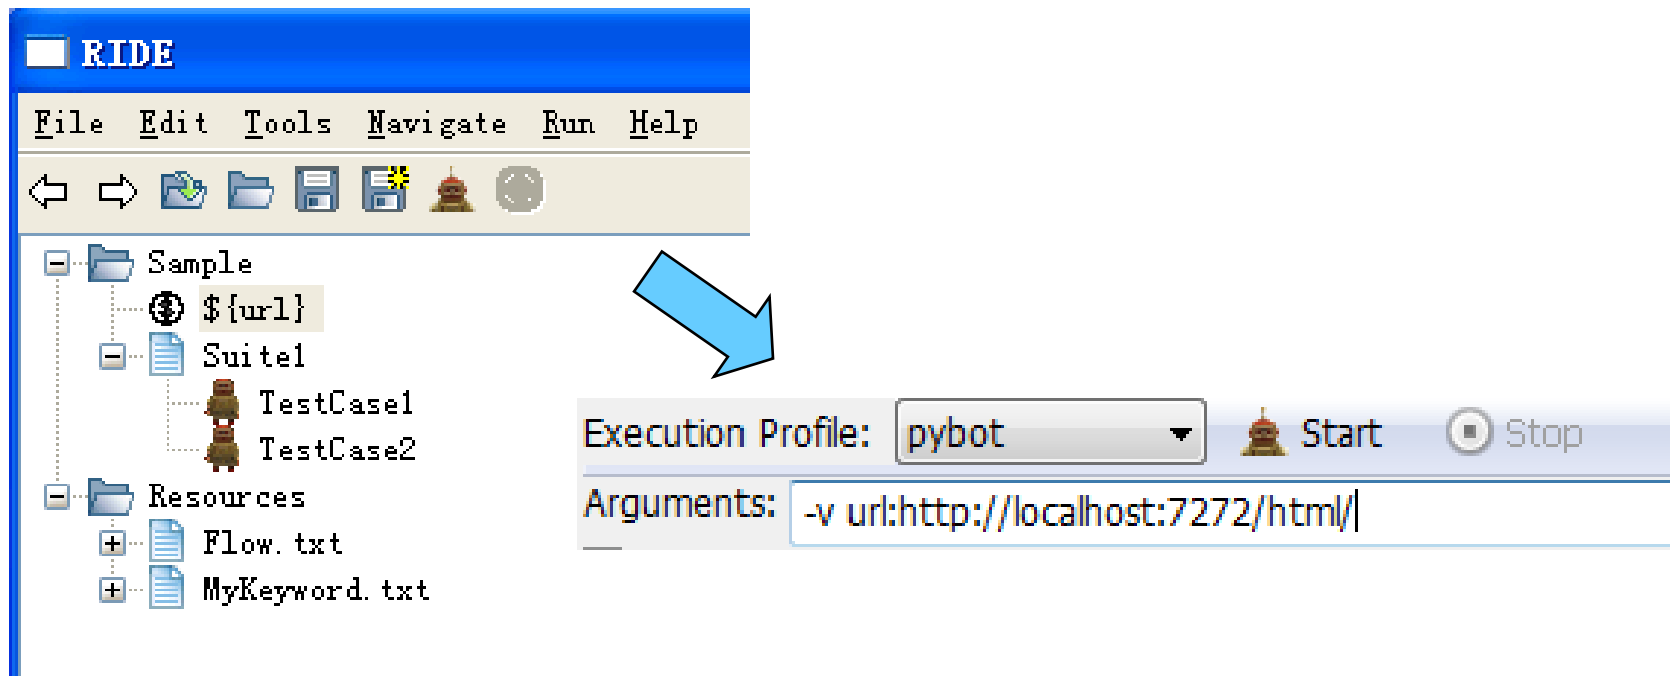 RIDE
File Edit Tools Navigate Run Help
Sample
${url}
Suite1
TestCase1
TestCase2
Resources
Flow.txt
MyKeyword.txt
Execution Profile: pybot Start Stop
Arguments: -v url:http://localhost:7272/html/